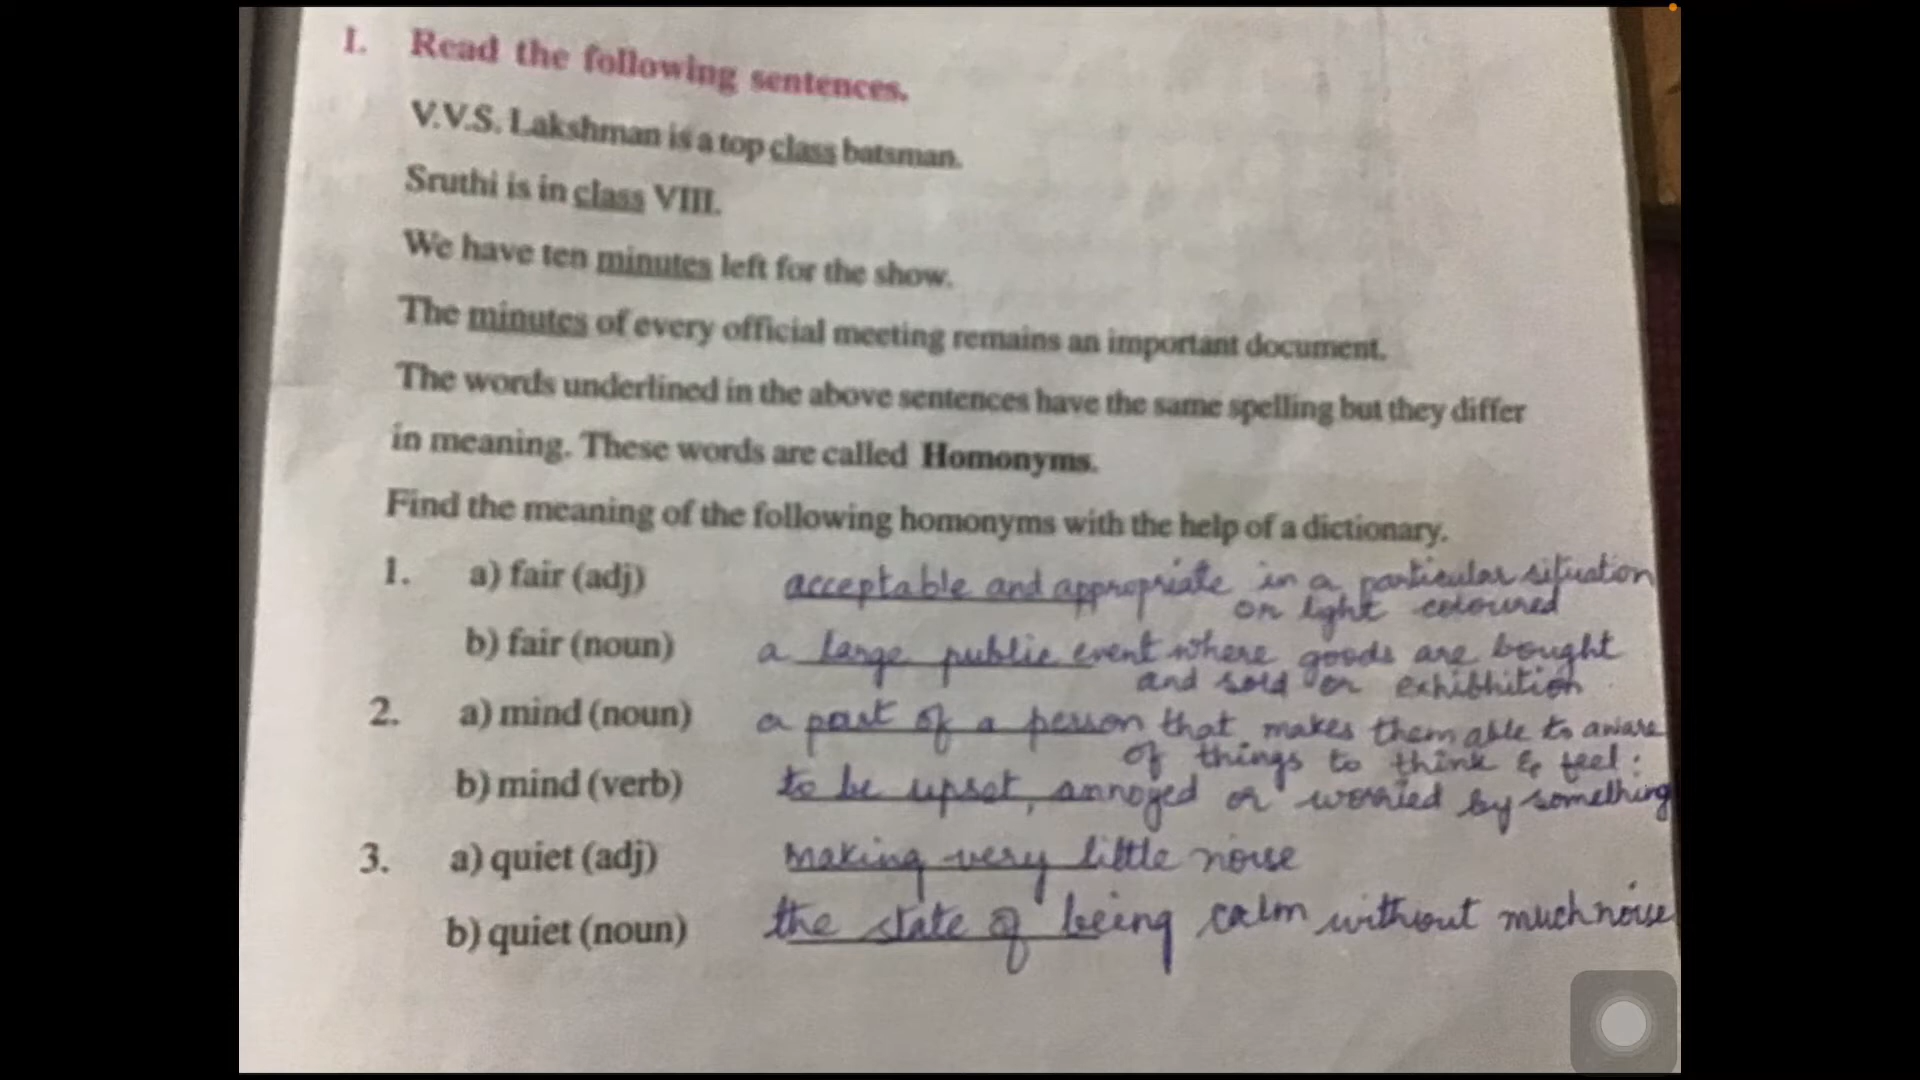 I. Read the following sentences.
V.V.S. Lakshman is a top class batsman.
Sruthi is in class VIII.
We have ten minutes left for the show.
The minutes of every official meeting remains an important document.
The words underlined in the above sentences have the same spelling but they differ
in meaning. These words are called Homonyms.
Find the meaning of the following homonyms with the help of a dictionary.
1. a) fair (adj) acceptable and appropriate in a particular situation
or light coloured
b) fair (noun) a large public event where goods are bought
and sold or exhibhition
2. a) mind (noun) a part of a person that makes them able to aware
of things to think & feel:
b) mind (verb) to be upset, annoyed or worried by something
3. a) quiet (adj) making very little noise
b) quiet (noun) the state of being calm without much noise